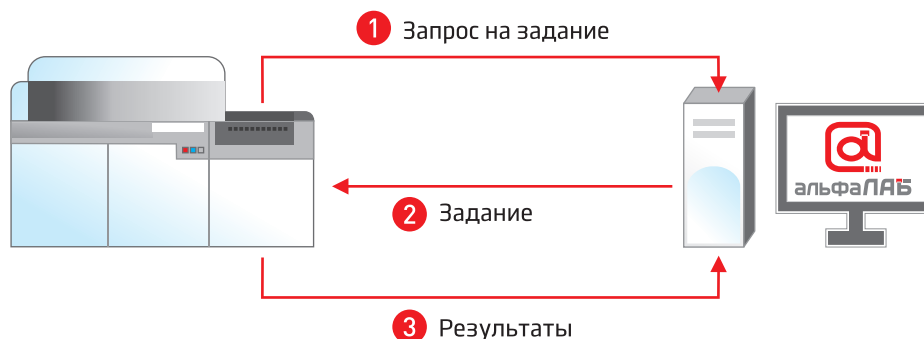 1 Запрос на задание
альфаЛАБ
2 Задание
3 Результаты